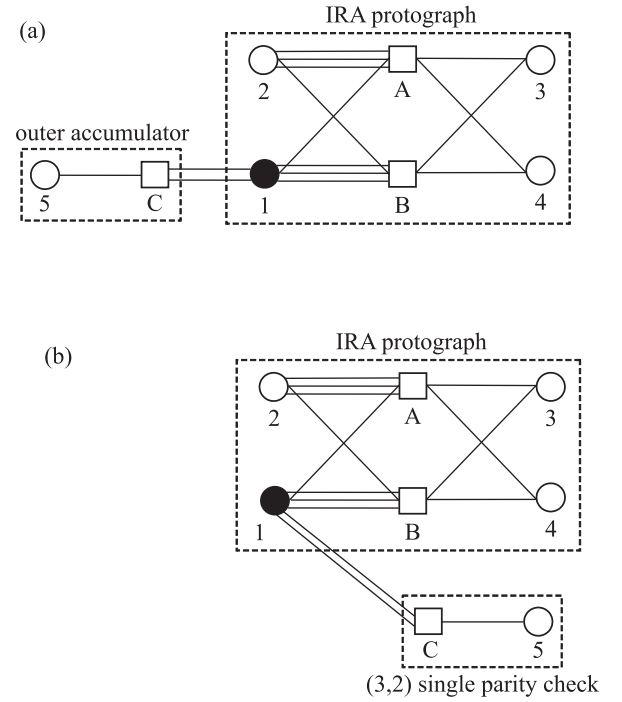 (a)
IRA protograph
2
A
3
outer accumulator
5
C
1
B
4
(b)
IRA protograph
2
A
3
1
B
4
C
5
(3,2) single parity check